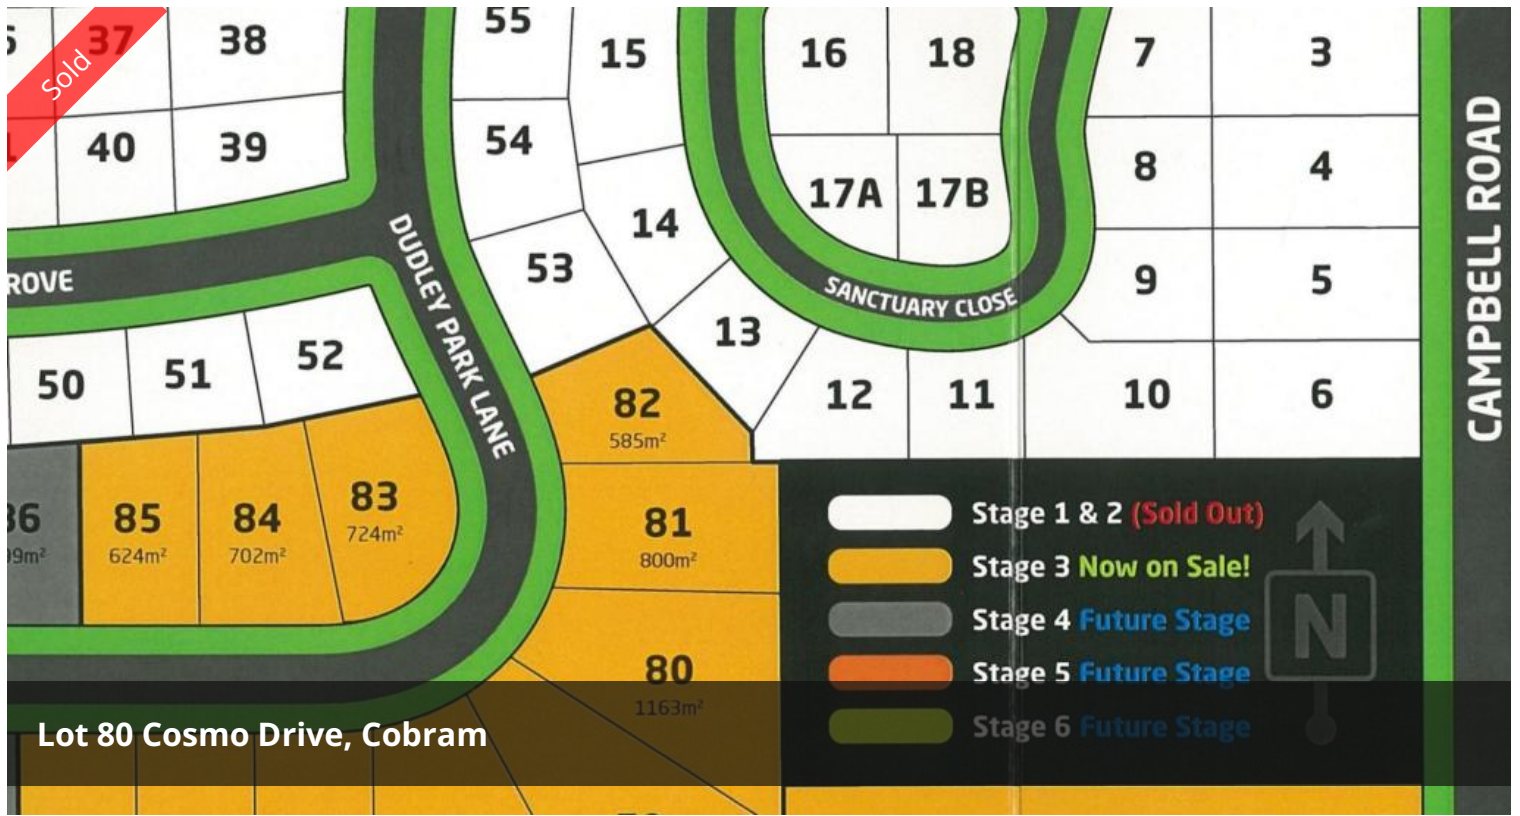 Sold
37
38
55
15
16
18
7
3
40
39
54
14
17A
17B
8
4
53
ROVE
DUDLEY PARK LANE
SANCTUARY CLOSE
9
5
CAMPBELL ROAD
50
51
52
13
12
11
10
6
82
585m²
85
624m²
84
702m²
83
724m²
81
800m²
80
1163m²
Stage 1 & 2 (Sold Out)
Stage 3 Now on Sale!
Stage 4 Future Stage
Stage 5 Future Stage
Stage 6 Future Stage
N
Lot 80 Cosmo Drive, Cobram